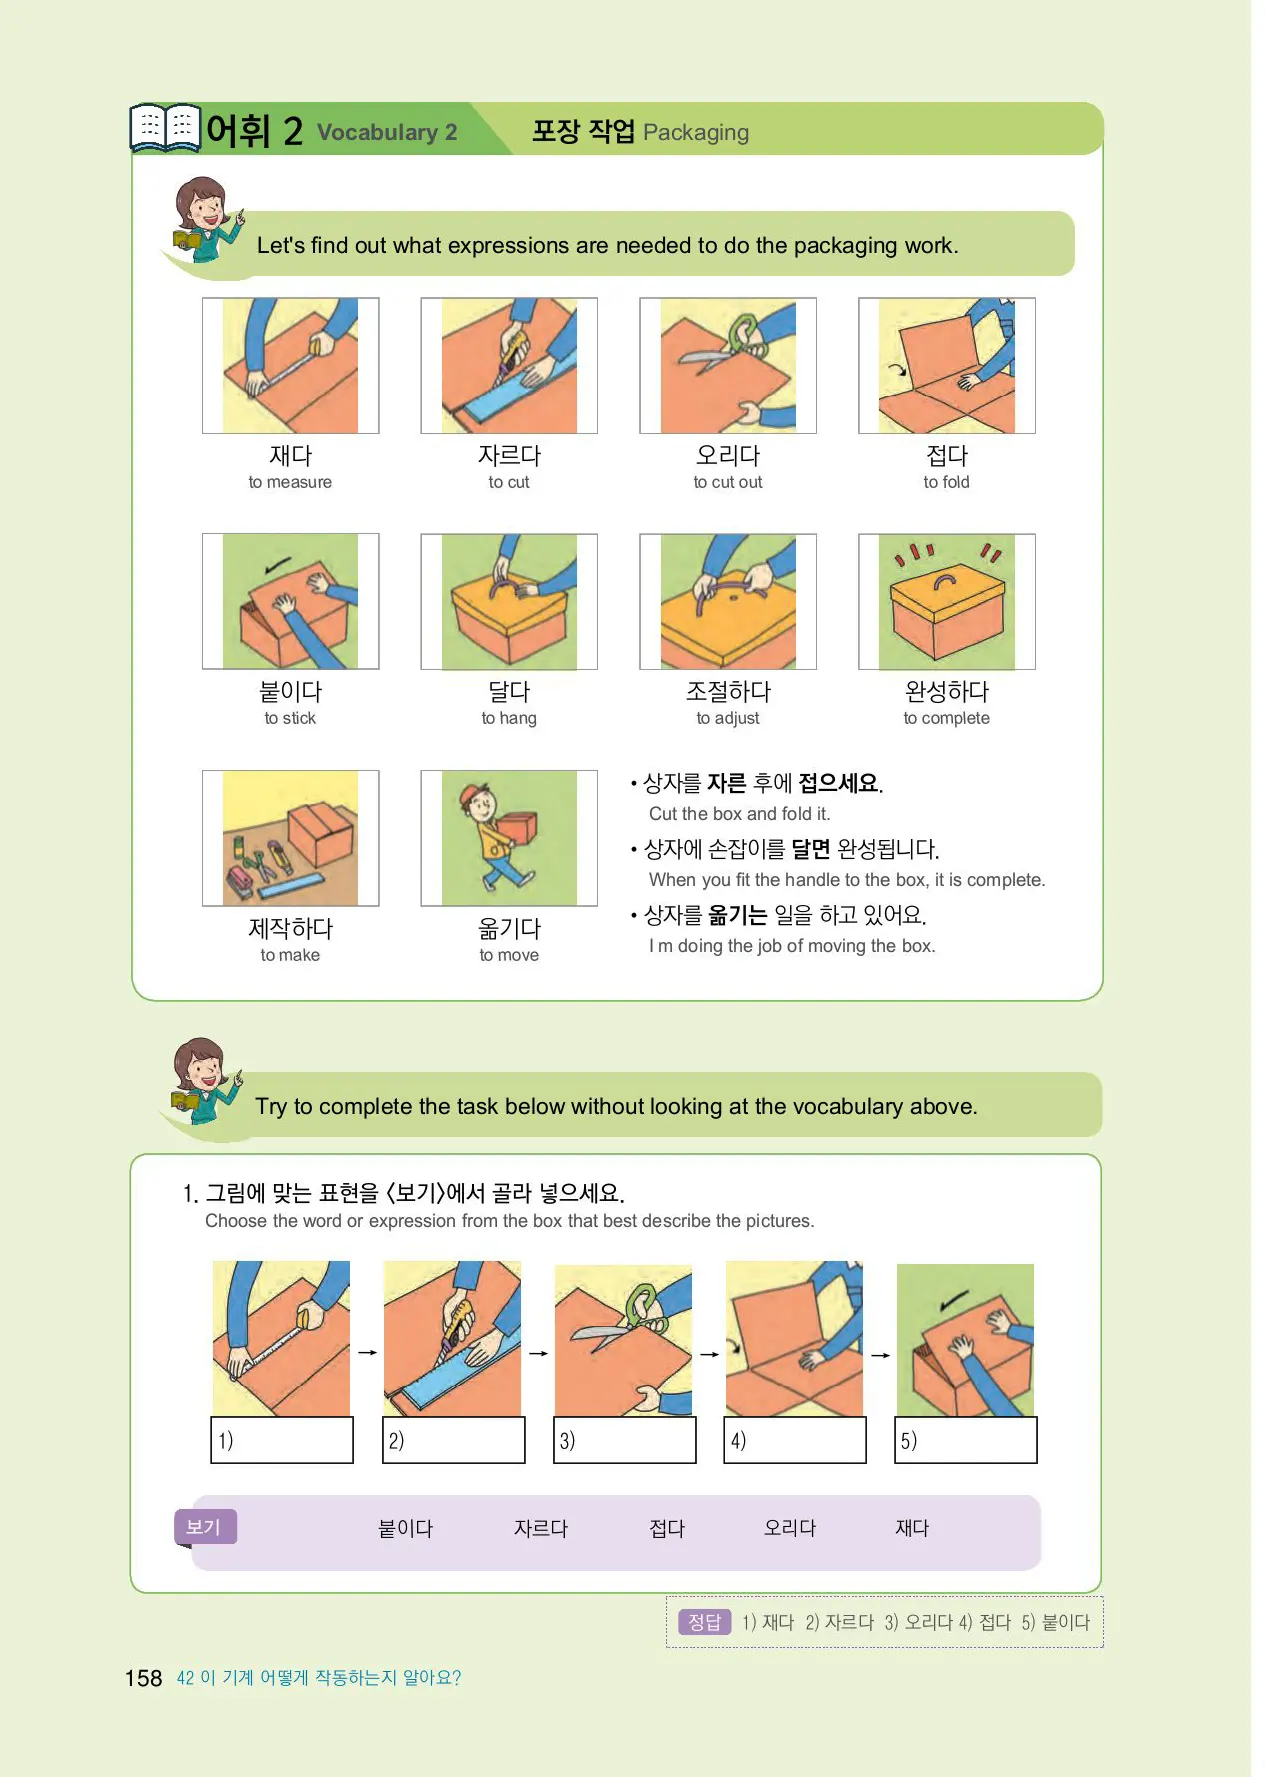 어휘 2 Vocabulary 2 포장 작업 Packaging
Let's find out what expressions are needed to do the packaging work.
재다 자르다 오리다 접다
to measure to cut to cut out to fold
붙이다 달다 조절하다 완성하다
to stick to hang to adjust to complete
제작하다 옮기다
to make to move
• 상자를 자른 후에 접으세요.
Cut the box and fold it.
• 상자에 손잡이를 달면 완성됩니다.
When you fit the handle to the box, it is complete.
• 상자를 옮기는 일을 하고 있어요.
I m doing the job of moving the box.
Try to complete the task below without looking at the vocabulary above.
1. 그림에 맞는 표현을 〈보기〉에서 골라 넣으세요.
Choose the word or expression from the box that best describe the pictures.
→ → → →
1) 2) 3) 4) 5)
보기 붙이다 자르다 접다 오리다 재다
정답 1) 재다 2) 자르다 3) 오리다 4) 접다 5) 붙이다
158 42 이 기계 어떻게 작동하는지 알아요?